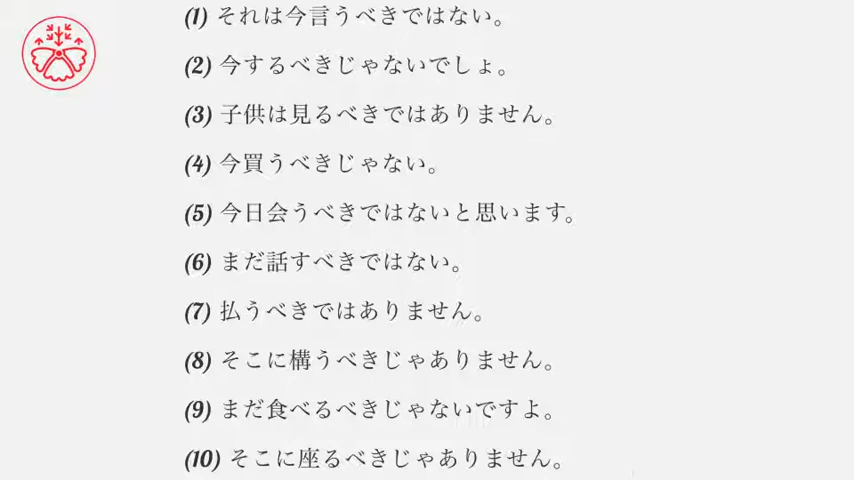 (1) それは今言うべきではない。
(2) 今するべきじゃないでしょ。
(3) 子供は見るべきではありません。
(4) 今買うべきじゃない。
(5) 今日会うべきではないと思います。
(6) まだ話すべきではない。
(7) 払うべきではありません。
(8) そこに構うべきじゃありません。
(9) まだ食べるべきじゃないですよ。
(10) そこに座るべきじゃありません。